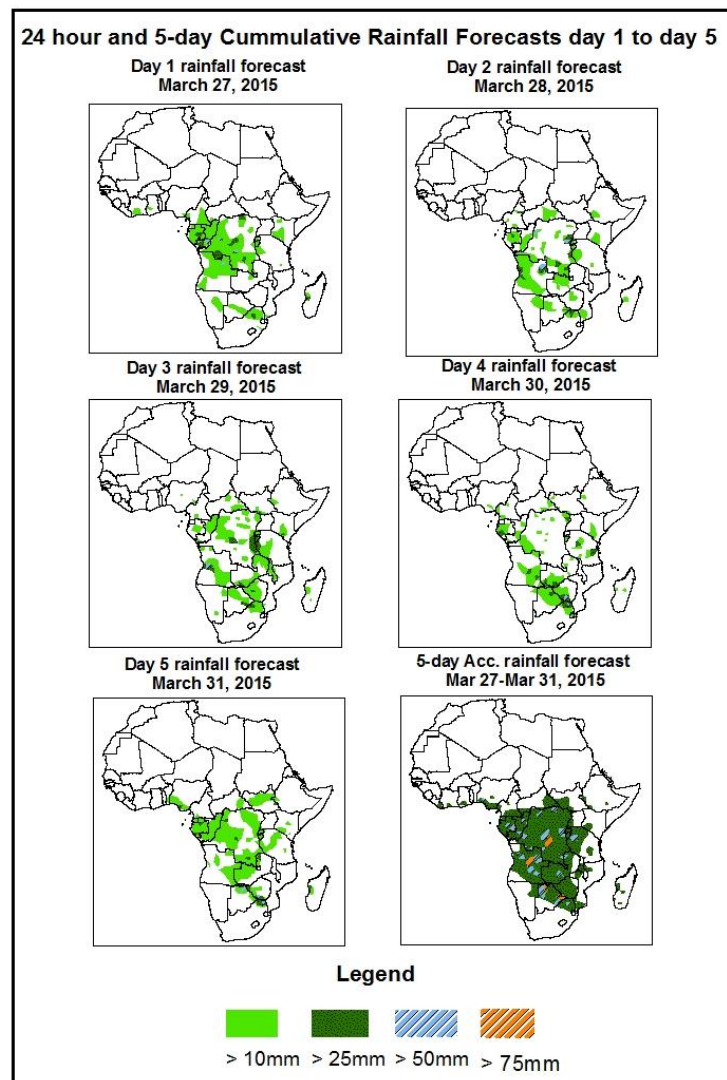 24 hour and 5-day Cummulative Rainfall Forecasts day 1 to day 5
Day 1 rainfall forecast
March 27, 2015
Day 2 rainfall forecast
March 28, 2015
Day 3 rainfall forecast
March 29, 2015
Day 4 rainfall forecast
March 30, 2015
Day 5 rainfall forecast
March 31, 2015
5-day Acc. rainfall forecast
Mar 27-Mar 31, 2015
Legend
> 10mm > 25mm > 50mm > 75mm